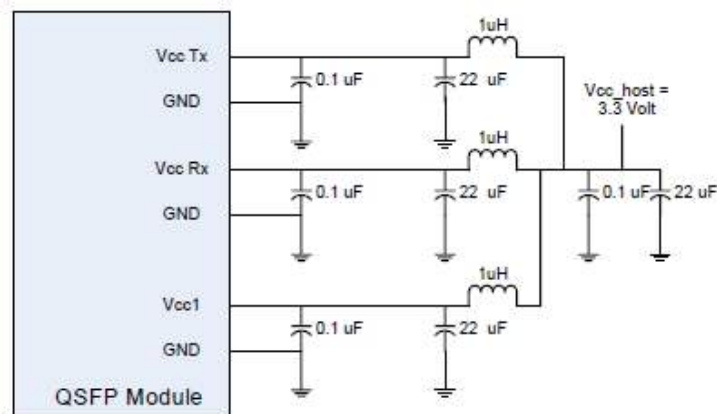 1uH
Vcc Tx
0.1 uF
22 uF
GND
Vcc_host =
3.3 Volt
1uH
Vcc Rx
0.1 uF
22 uF
0.1 uF
22 uF
GND
1uH
Vcc1
0.1 uF
22 uF
GND
QSFP Module